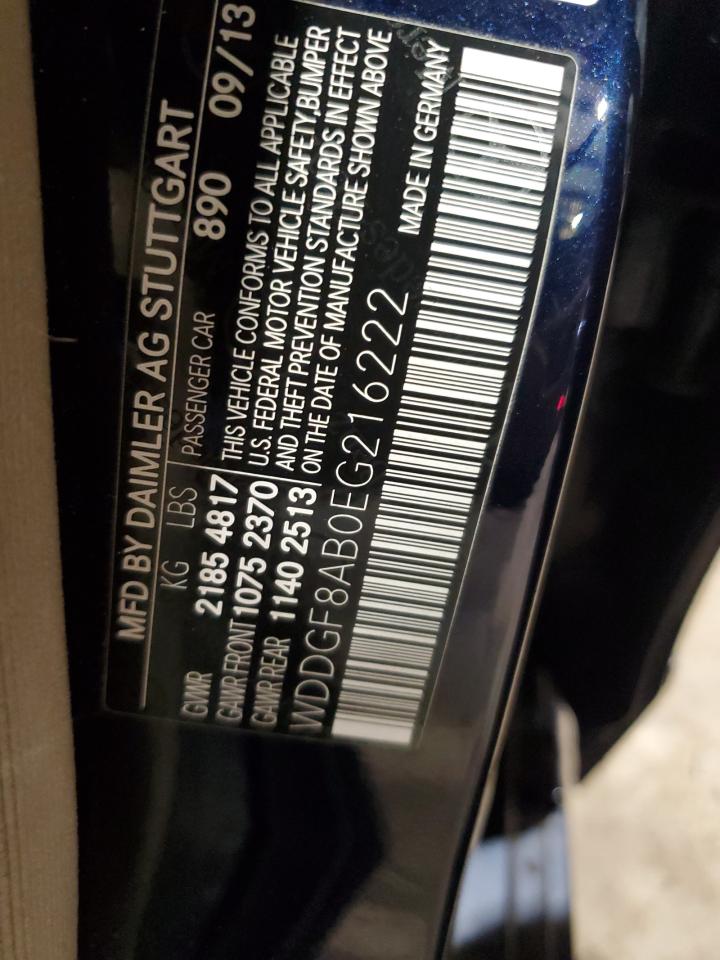 MFD BY DAIMLER AG STUTTGART
KG LBS PASSENGER CAR 890 09/13
GVWR 2185 4817 THIS VEHICLE CONFORMS TO ALL APPLICABLE
GAWR FRONT 1075 2370 U.S. FEDERAL MOTOR VEHICLE SAFETY,BUMPER
GAWR REAR 1140 2513 AND THEFT PREVENTION STANDARDS IN EFFECT
ON THE DATE OF MANUFACTURE SHOWN ABOVE
WDDGF8AB0EG216222 MADE IN GERMANY